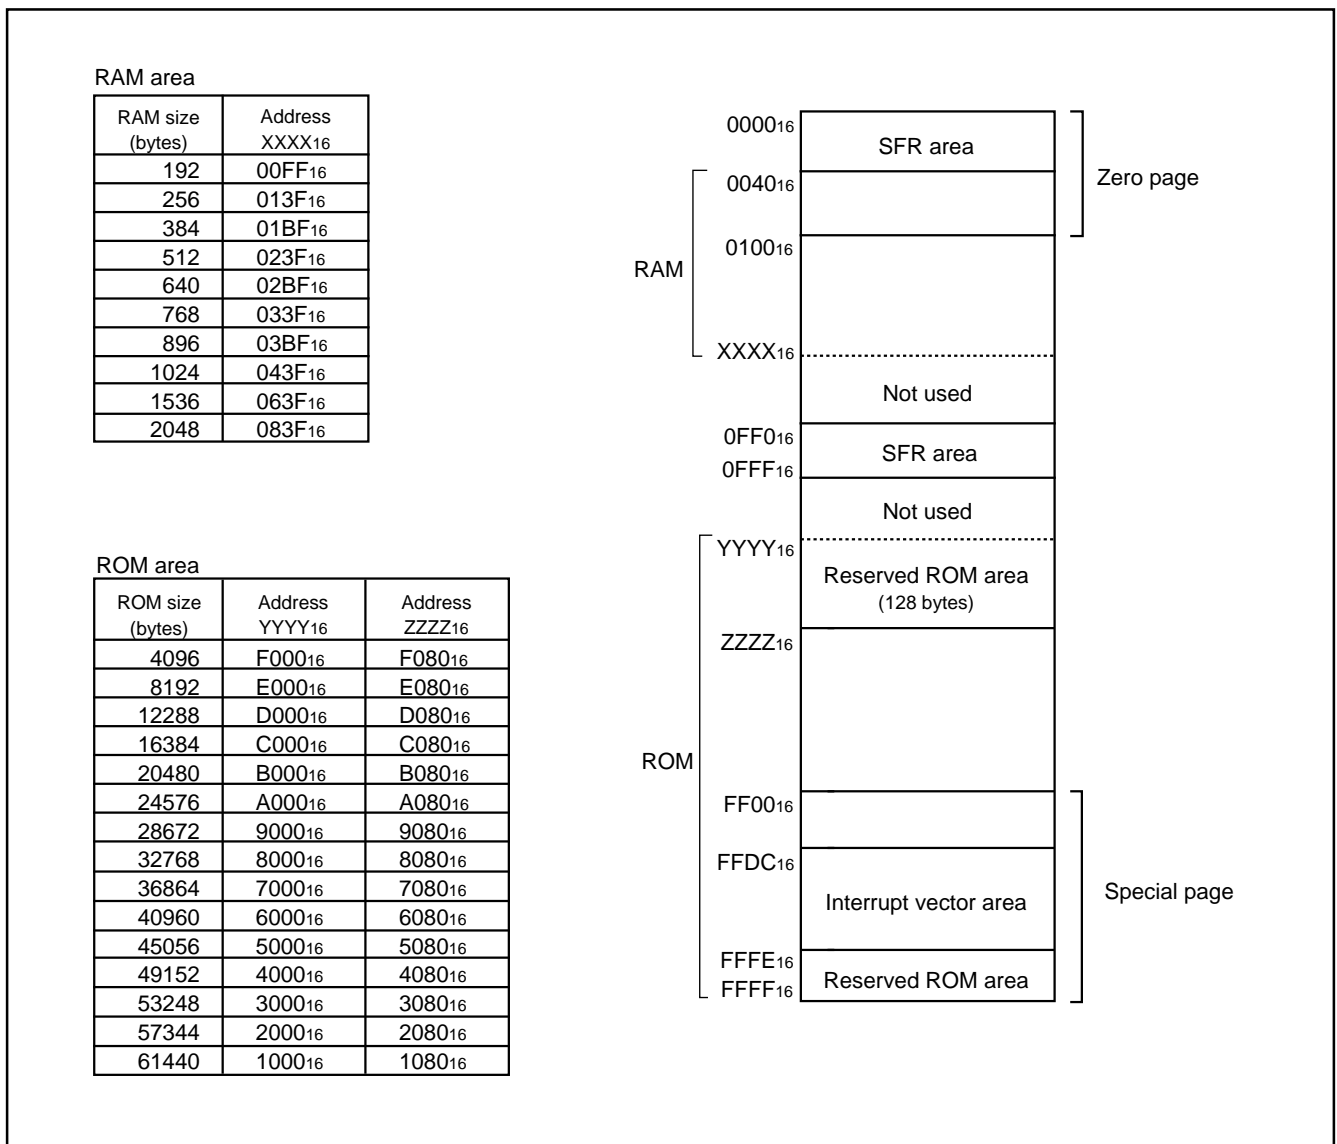 RAM area
RAM size (bytes) Address XXXX16
192 00FF16
256 013F16
384 01BF16
512 023F16
640 02BF16
768 033F16
896 03BF16
1024 043F16
1536 063F16
2048 083F16
ROM area
ROM size (bytes) Address YYYY16 Address ZZZZ16
4096 F00016 F08016
8192 E00016 E08016
12288 D00016 D08016
16384 C00016 C08016
20480 B00016 B08016
24576 A00016 A08016
28672 900016 908016
32768 800016 808016
36864 700016 708016
40960 600016 608016
45056 500016 508016
49152 400016 408016
53248 300016 308016
57344 200016 208016
61440 100016 108016
000016
SFR area
Zero page
004016
010016
RAM
XXXX16
Not used
0FF016
SFR area
0FFF16
Not used
YYYY16
Reserved ROM area
(128 bytes)
ZZZZ16
ROM
FF0016
FFDC16
Interrupt vector area
Special page
FFFE16
Reserved ROM area
FFFF16